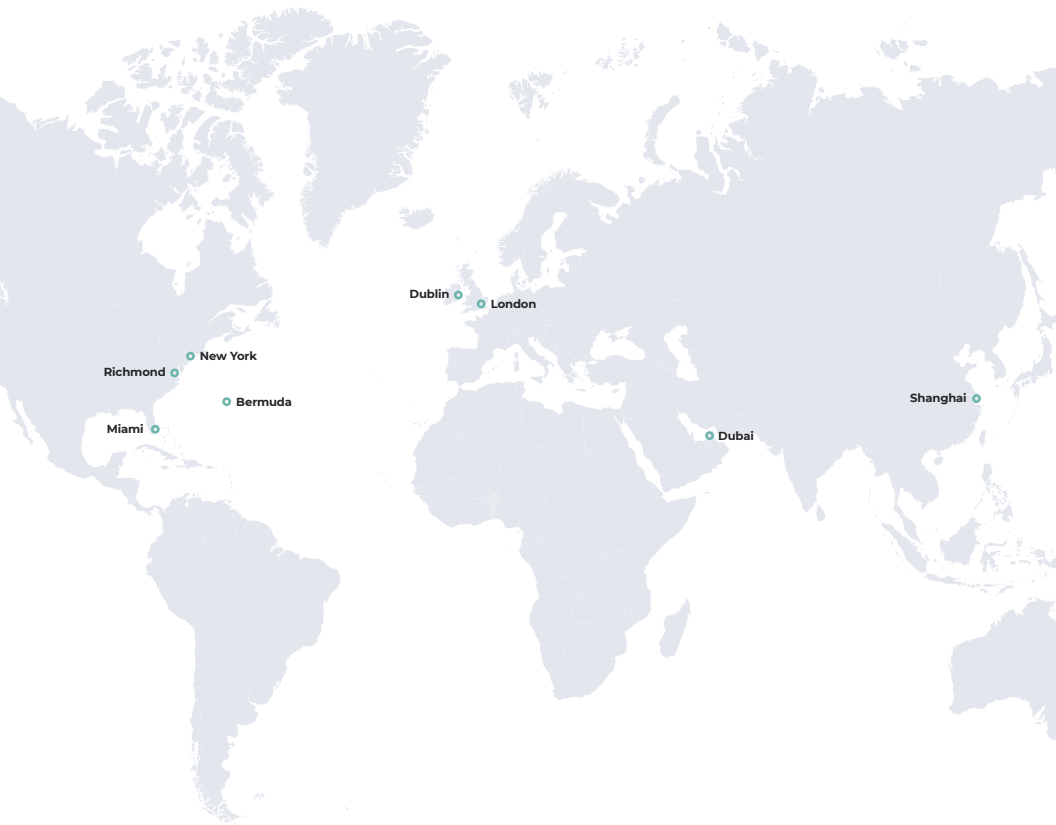 Dublin
London
New York
Richmond
Bermuda
Shanghai
Miami
Dubai